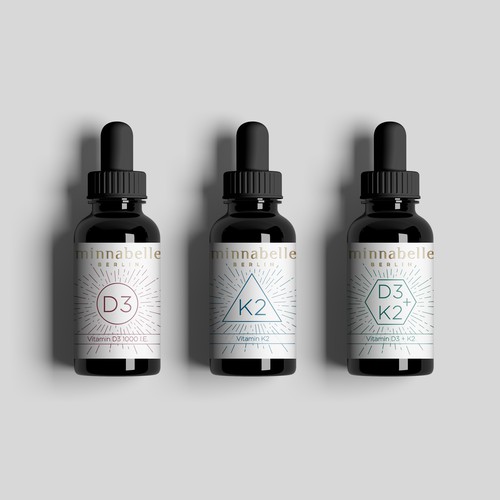 minnabelle
BERLIN
D3
Vitamin D3 1000 I.E.
minnabelle
BERLIN
K2
Vitamin K2
minnabelle
BERLIN
D3
+
K2
Vitamin D3 + K2